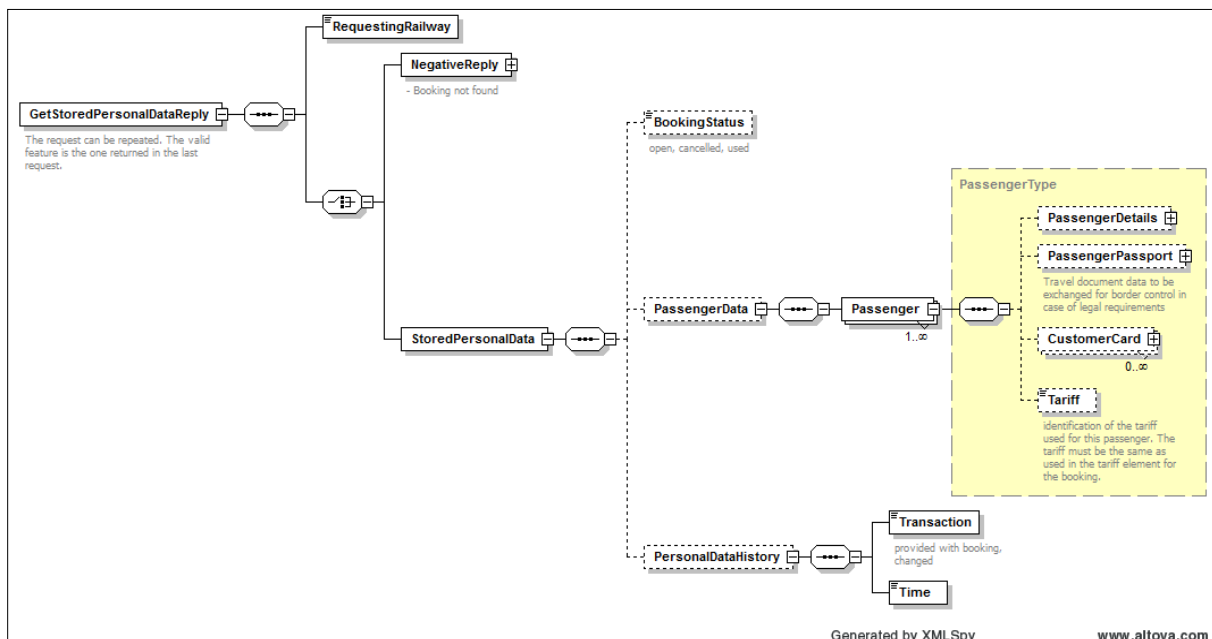 RequestingRailway
NegativeReply
- Booking not found
GetStoredPersonalDataReply
The request can be repeated. The valid
feature is the one returned in the last
request.
BookingStatus
open, cancelled, used
PassengerType
PassengerDetails
PassengerPassport
Travel document data to be
exchanged for border control in
case of legal requirements
PassengerData
Passenger
1..∞
StoredPersonalData
CustomerCard
0..∞
Tariff
identification of the tariff
used for this passenger. The
tariff must be the same as
used in the tariff element for
the booking.
PersonalDataHistory
Transaction
provided with booking,
changed
Time
Generated by XMLSpy
www.altova.com